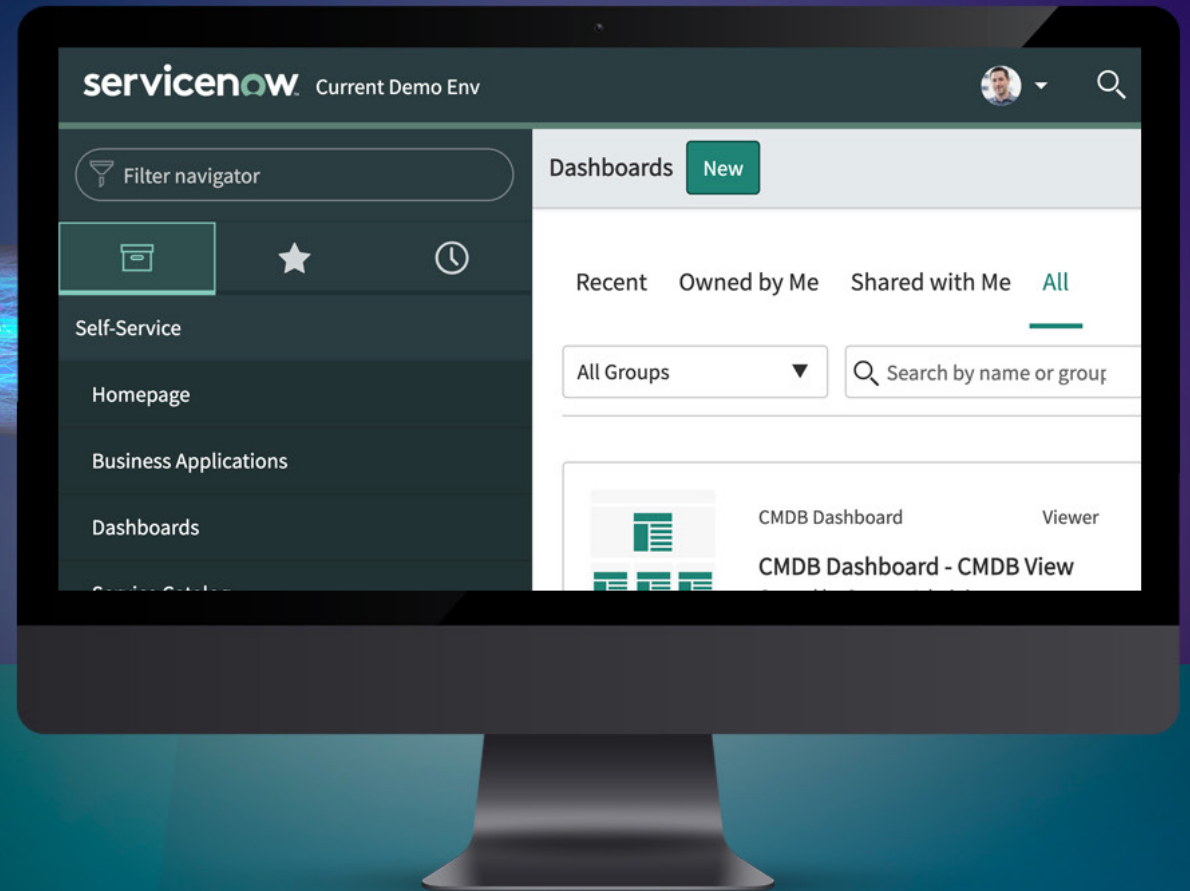 servicenow Current Demo Env
Filter navigator
Self-Service
Homepage
Business Applications
Dashboards
Dashboards New
Recent Owned by Me Shared with Me All
All Groups Search by name or group
CMDB Dashboard Viewer
CMDB Dashboard - CMDB View